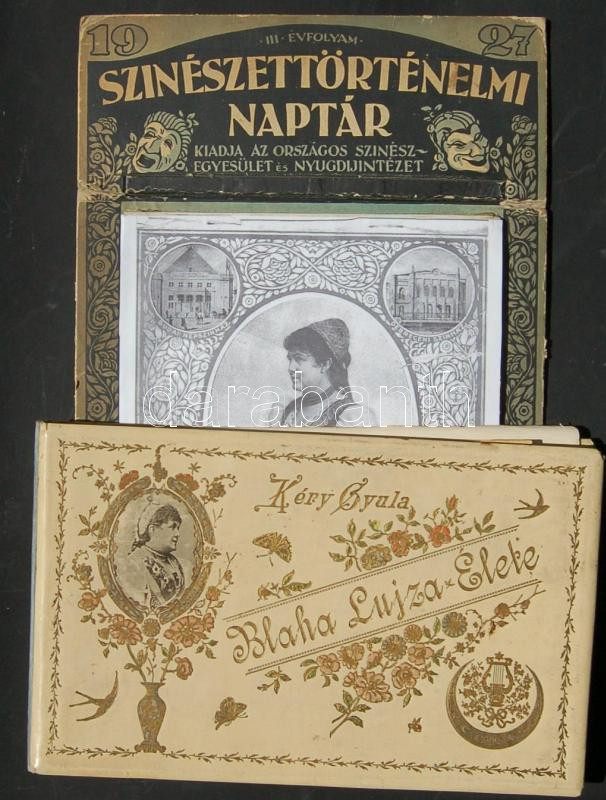 19 27
III · ÉVFOLYAM
SZINÉSZETTÖRTÉNELMI
NAPTÁR
KIADJA AZ ORSZÁGOS SZINÉSZ-
EGYESÜLET ÉS NYUGDIJINTÉZET
darabanth
Kéry Gyula
Blaha Lujza Élete